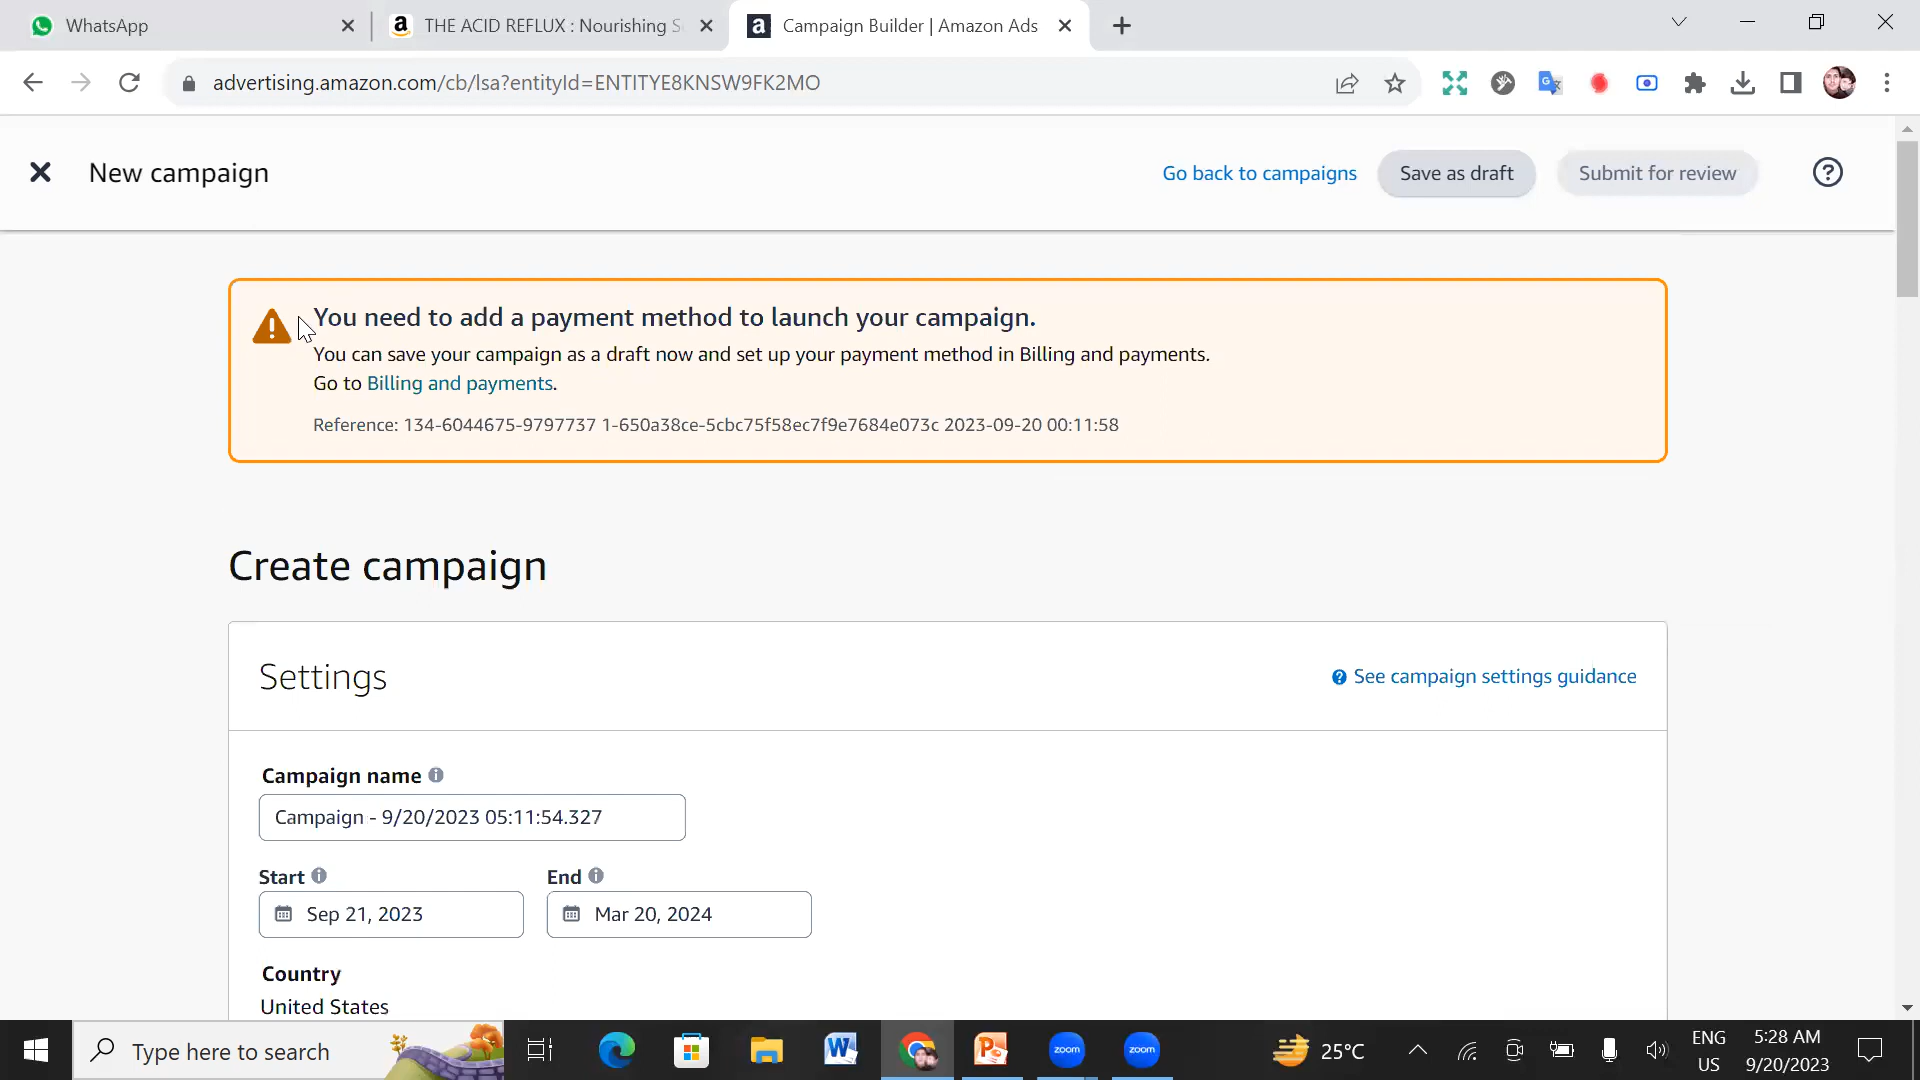 WhatsApp
THE ACID REFLUX : Nourishing S
Campaign Builder | Amazon Ads
advertising.amazon.com/cb/lsa?entityId=ENTITYE8KNSW9FK2MO
New campaign
Go back to campaigns
Save as draft
Submit for review
You need to add a payment method to launch your campaign.
You can save your campaign as a draft now and set up your payment method in Billing and payments.
Go to Billing and payments.
Reference: 134-6044675-9797737 1-650a38ce-5cbc75f58ec7f9e7684e073c 2023-09-20 00:11:58
Create campaign
Settings
See campaign settings guidance
Campaign name
Campaign - 9/20/2023 05:11:54.327
Start
End
Sep 21, 2023
Mar 20, 2024
Country
United States
Type here to search
zoom
zoom
25°C
ENG
US
5:28 AM
9/20/2023